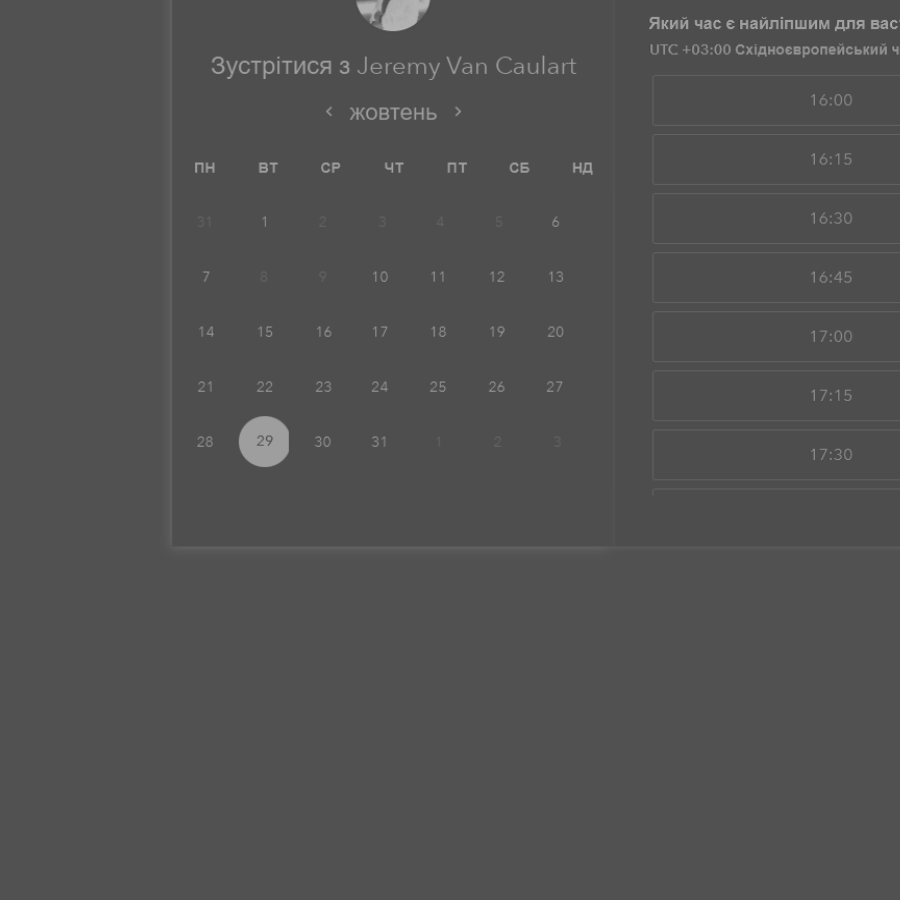 Зустрітися з Jeremy Van Caulart
жовтень
ПН ВТ СР ЧТ ПТ СБ НД
31 1 2 3 4 5 6
7 8 9 10 11 12 13
14 15 16 17 18 19 20
21 22 23 24 25 26 27
28 29 30 31 1 2 3
Який час є найліпшим для вас
UTC +03:00 Східноєвропейський ч
16:00
16:15
16:30
16:45
17:00
17:15
17:30